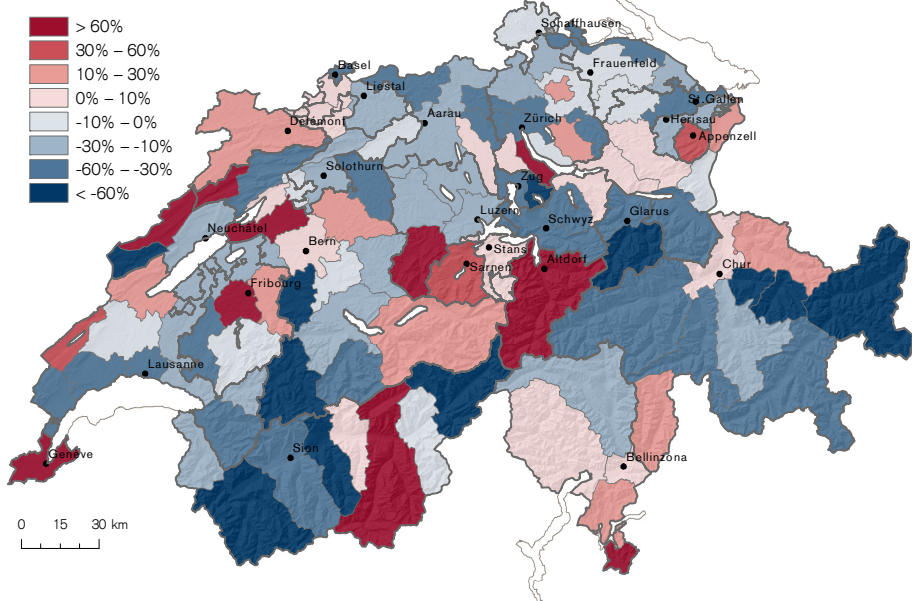 > 60%
30% – 60%
10% – 30%
0% – 10%
-10% – 0%
-30% – -10%
-60% – -30%
< -60%
Schaffhausen
Basel
Frauenfeld
Liestal
St.Gallen
Aarau
Zürich
Herisau
Delémont
Appenzell
Solothurn
Zug
Luzern
Glarus
Schwyz
Neuchâtel
Bern
Stans
Altdorf
Sarnen
Chur
Fribourg
Lausanne
Sion
Genève
Bellinzona
0 15 30 km